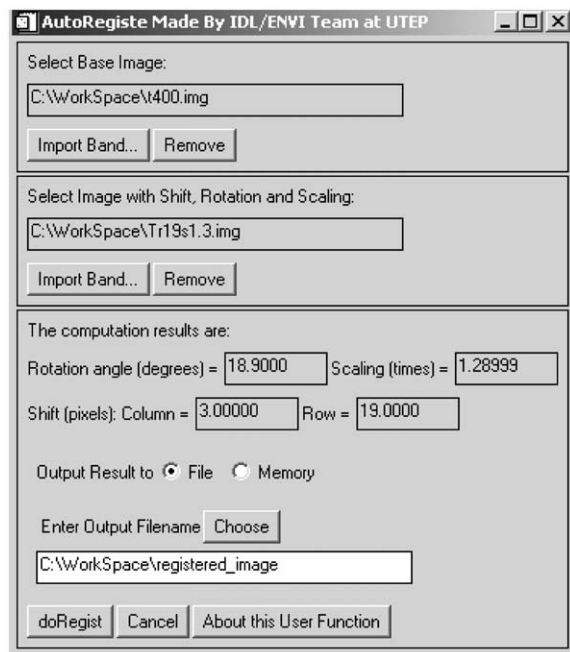 AutoRegiste Made By IDL/ENVI Team at UTEP
Select Base Image:
C:\WorkSpace\t400.img
Import Band... Remove
Select Image with Shift, Rotation and Scaling:
C:\WorkSpace\Tr19s1.3.img
Import Band... Remove
The computation results are:
Rotation angle (degrees) = 18.9000 Scaling (times) = 1.28999
Shift (pixels): Column = 3.00000 Row = 19.0000
Output Result to File Memory
Enter Output Filename Choose
C:\WorkSpace\registered_image
doRegist Cancel About this User Function